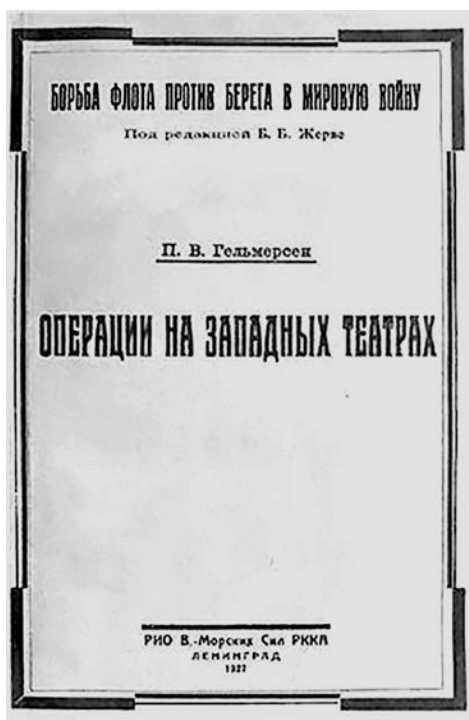 БОРЬБА ФЛОТА ПРОТИВ БЕРЕГА В МИРОВУЮ ВОЙНУ
Под редакцией Б. Б. Жерве
П. В. Гельмерсен
ОПЕРАЦИИ НА ЗАПАДНЫХ ТЕАТРАХ
РИО В.-Морских Сил РККА
ЛЕНИНГРАД
1927